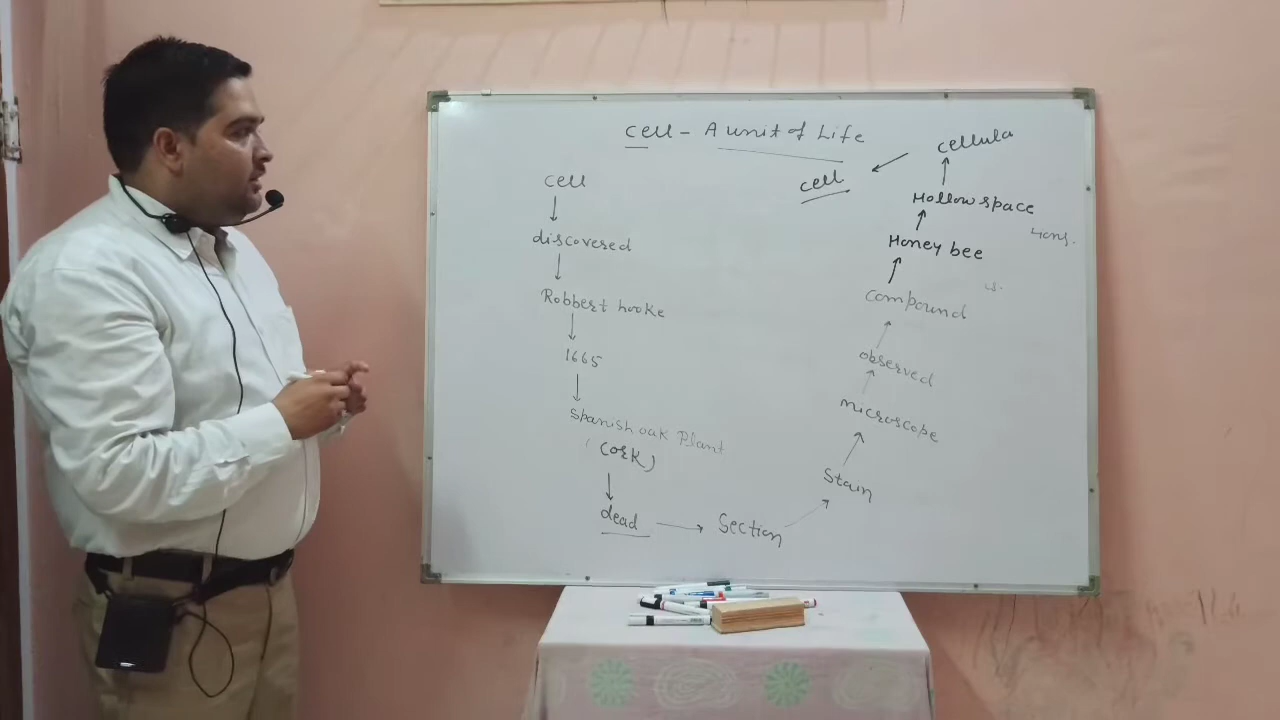 Cell - A unit of Life
cell
discovered
Robbert hooke
1665
Spanish oak Plant
(Cork)
dead
Section
Stain
microscope
observed
compound
Honey bee
Hollow space
cellula
cell